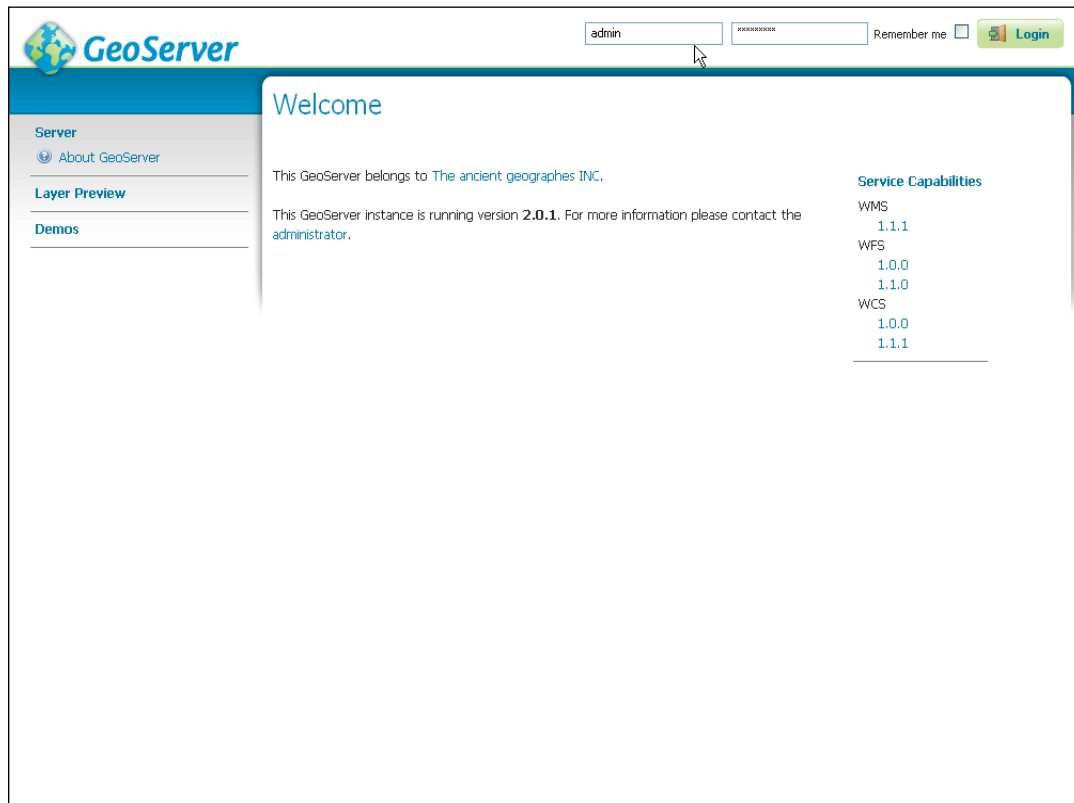 GeoServer
admin
xxxxxxxxx
Remember me
Login
Welcome
Server
About GeoServer
Layer Preview
Demos
This GeoServer belongs to The ancient geographes INC.
This GeoServer instance is running version 2.0.1. For more information please contact the
administrator.
Service Capabilities
WMS
1.1.1
WFS
1.0.0
1.1.0
WCS
1.0.0
1.1.1